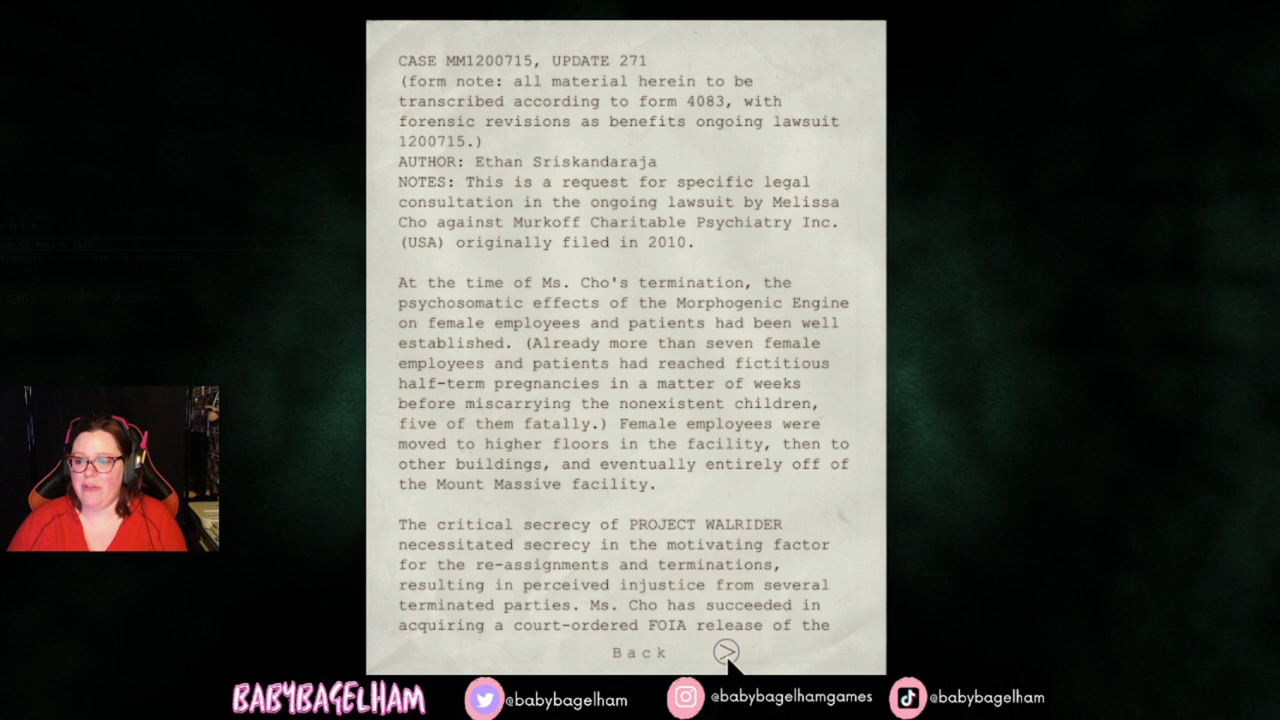 CASE MM1200715, UPDATE 271
(form note: all material herein to be
transcribed according to form 4083, with
forensic revisions as benefits ongoing lawsuit
1200715.)
AUTHOR: Ethan Sriskandaraja
NOTES: This is a request for specific legal
consultation in the ongoing lawsuit by Melissa
Cho against Murkoff Charitable Psychiatry Inc.
(USA) originally filed in 2010.
At the time of Ms. Cho's termination, the
psychosomatic effects of the Morphogenic Engine
on female employees and patients had been well
established. (Already more than seven female
employees and patients had reached fictitious
half-term pregnancies in a matter of weeks
before miscarrying the nonexistent children,
five of them fatally.) Female employees were
moved to higher floors in the facility, then to
other buildings, and eventually entirely off of
the Mount Massive facility.
The critical secrecy of PROJECT WALRIDER
necessitated secrecy in the motivating factor
for the re-assignments and terminations,
resulting in perceived injustice from several
terminated parties. Ms. Cho has succeeded in
acquiring a court-ordered FOIA release of the
Back >
BABYBAGELHAM @babybagelham @babybagelhamgames @babybagelham